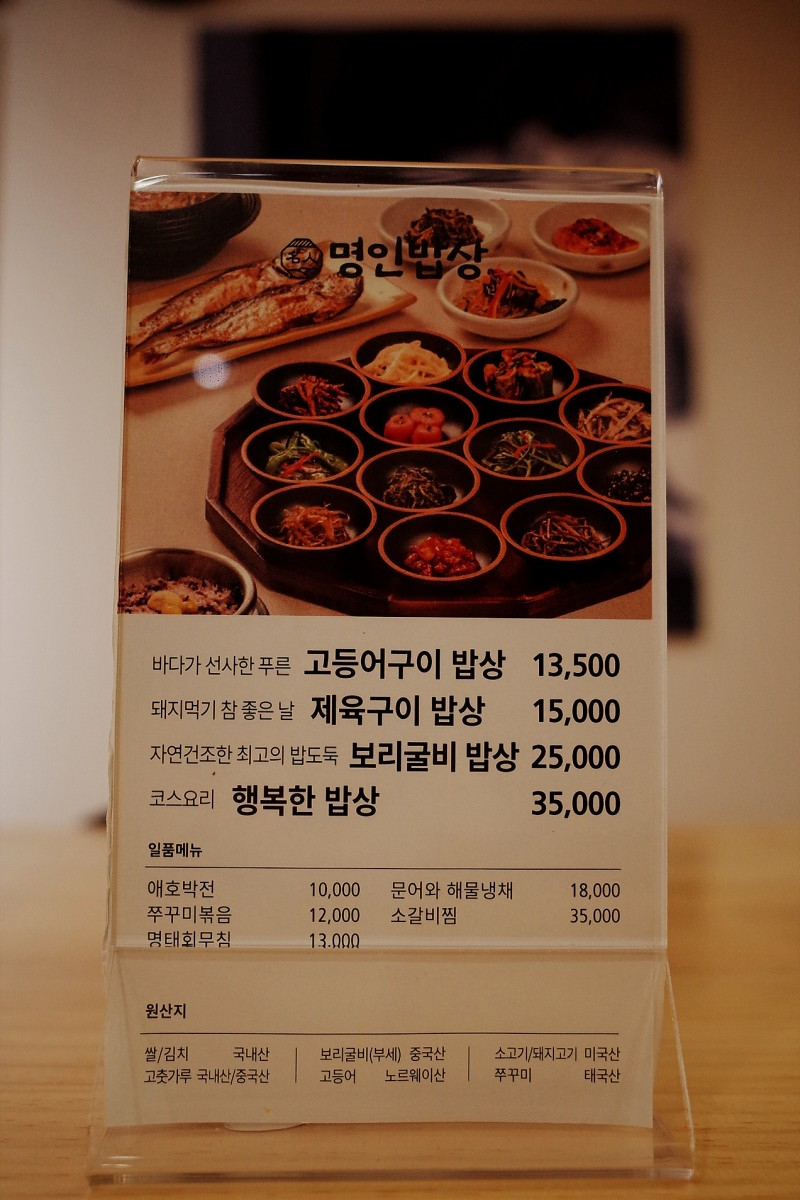 名人 명인밥상
바다가 선사한 푸른 고등어구이 밥상 13,500
돼지먹기 참 좋은 날 제육구이 밥상 15,000
자연건조한 최고의 밥도둑 보리굴비 밥상 25,000
코스요리 행복한 밥상 35,000
일품메뉴
애호박전 10,000 문어와 해물냉채 18,000
쭈꾸미볶음 12,000 소갈비찜 35,000
명태회무침 13,000
원산지
쌀/김치 국내산 보리굴비(부세) 중국산 소고기/돼지고기 미국산
고춧가루 국내산/중국산 고등어 노르웨이산 쭈꾸미 태국산